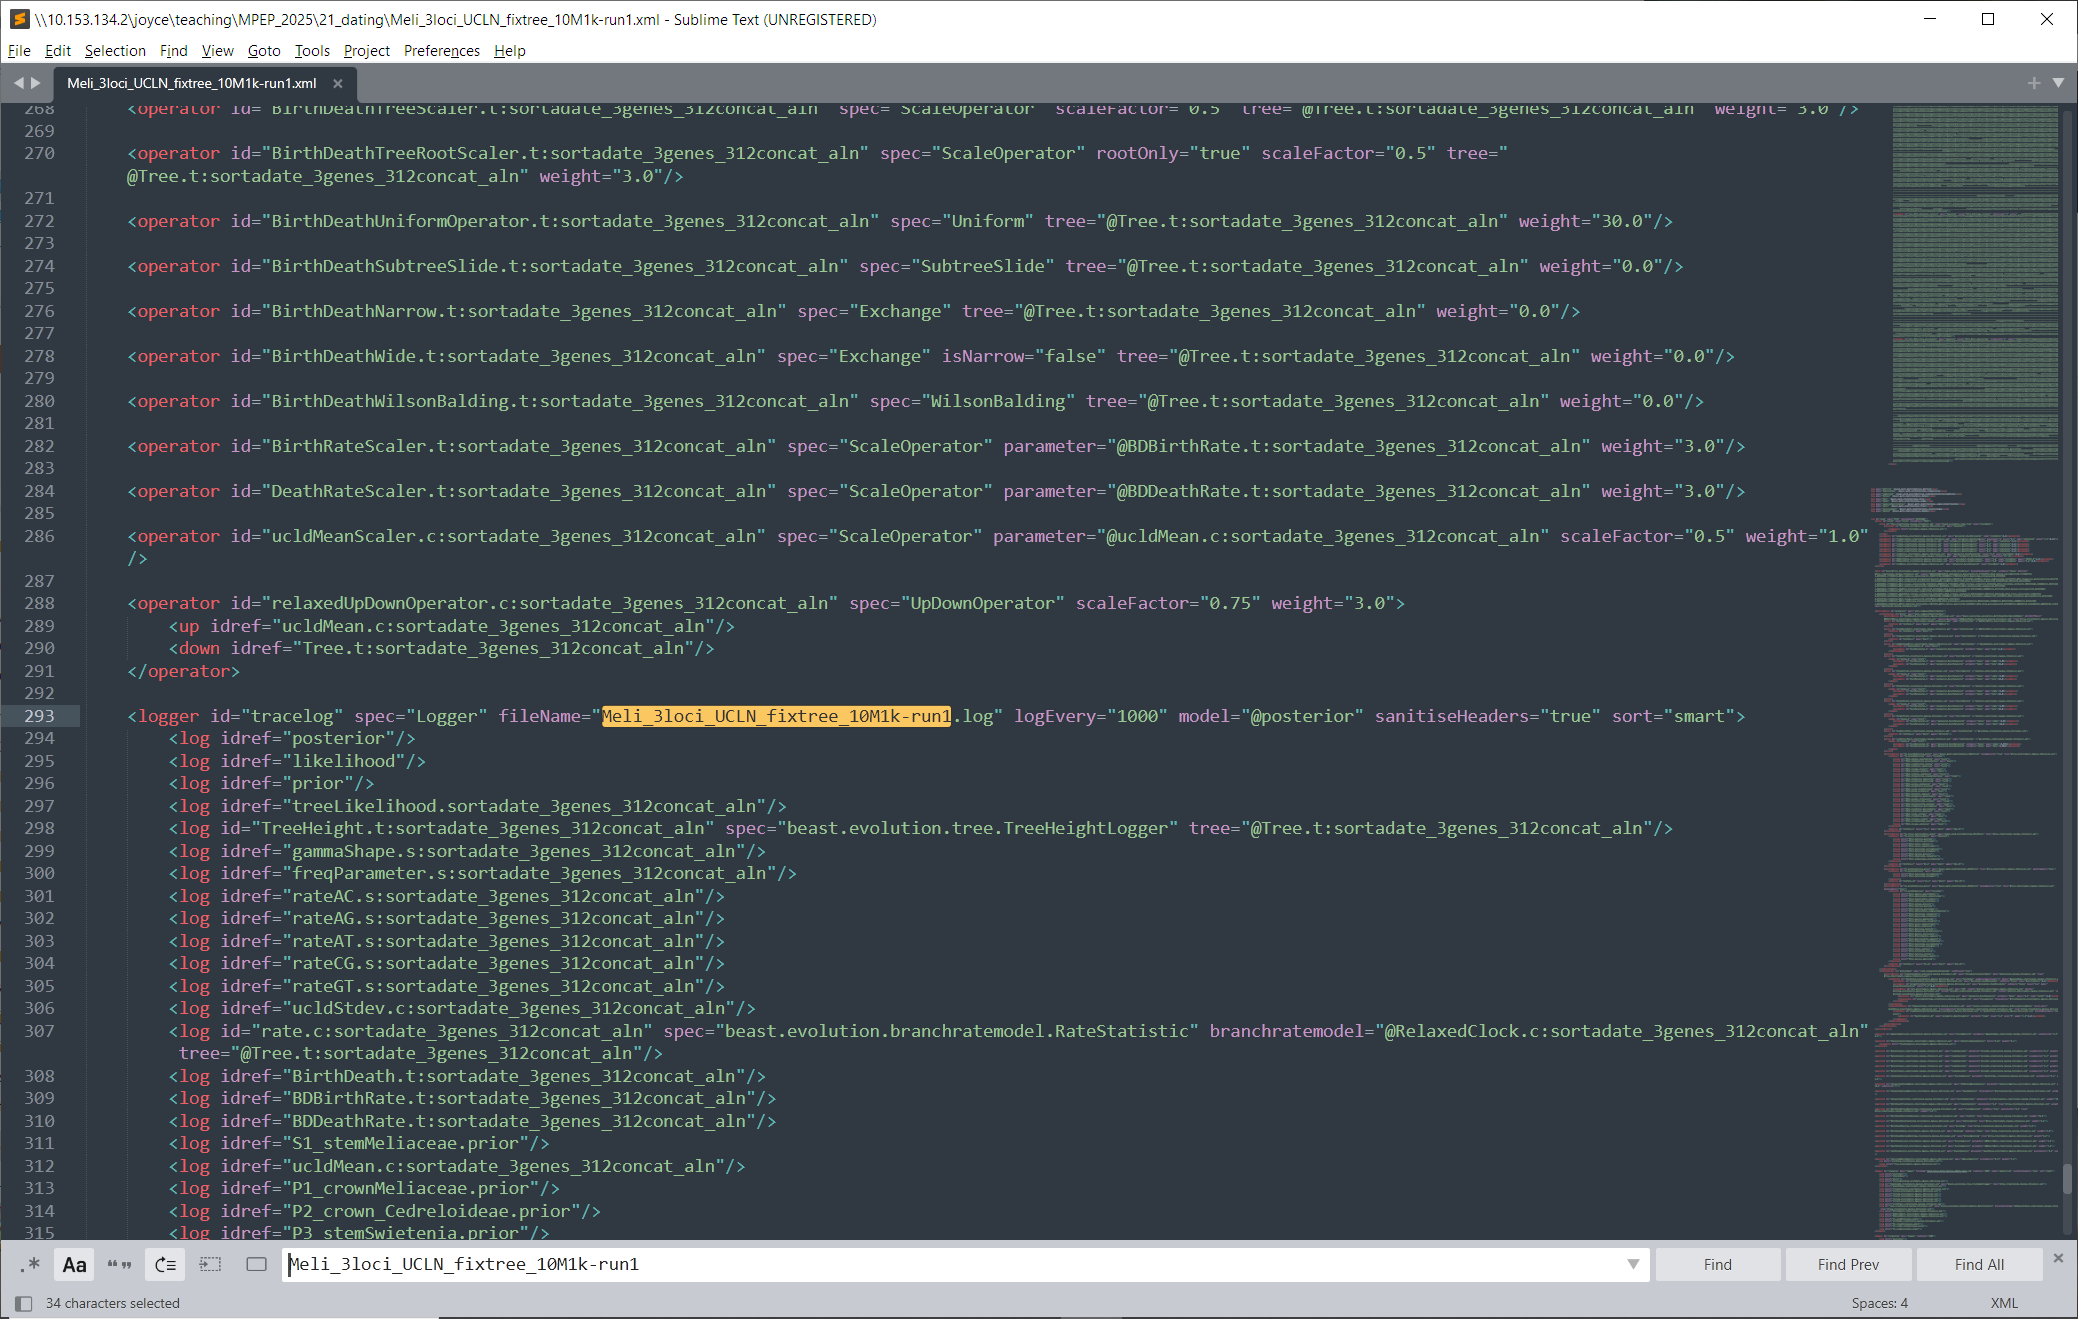 \\10.153.134.2\joyce\teaching\MPEP_2025\21_dating\Meli_3loci_UCLN_fixtree_10M1k-run1.xml - Sublime Text (UNREGISTERED)
File Edit Selection Find View Goto Tools Project Preferences Help
Meli_3loci_UCLN_fixtree_10M1k-run1.xml
268 <operator id="BirthDeathTreeScaler.t:sortadate_3genes_312concat_aln" spec="ScaleOperator" scaleFactor="0.5" tree="@Tree.t:sortadate_3genes_312concat_aln" weight="3.0"/>
269
270 <operator id="BirthDeathTreeRootScaler.t:sortadate_3genes_312concat_aln" spec="ScaleOperator" rootOnly="true" scaleFactor="0.5" tree="
@Tree.t:sortadate_3genes_312concat_aln" weight="3.0"/>
271
272 <operator id="BirthDeathUniformOperator.t:sortadate_3genes_312concat_aln" spec="Uniform" tree="@Tree.t:sortadate_3genes_312concat_aln" weight="30.0"/>
273
274 <operator id="BirthDeathSubtreeSlide.t:sortadate_3genes_312concat_aln" spec="SubtreeSlide" tree="@Tree.t:sortadate_3genes_312concat_aln" weight="0.0"/>
275
276 <operator id="BirthDeathNarrow.t:sortadate_3genes_312concat_aln" spec="Exchange" tree="@Tree.t:sortadate_3genes_312concat_aln" weight="0.0"/>
277
278 <operator id="BirthDeathWide.t:sortadate_3genes_312concat_aln" spec="Exchange" isNarrow="false" tree="@Tree.t:sortadate_3genes_312concat_aln" weight="0.0"/>
279
280 <operator id="BirthDeathWilsonBalding.t:sortadate_3genes_312concat_aln" spec="WilsonBalding" tree="@Tree.t:sortadate_3genes_312concat_aln" weight="0.0"/>
281
282 <operator id="BirthRateScaler.t:sortadate_3genes_312concat_aln" spec="ScaleOperator" parameter="@BDBirthRate.t:sortadate_3genes_312concat_aln" weight="3.0"/>
283
284 <operator id="DeathRateScaler.t:sortadate_3genes_312concat_aln" spec="ScaleOperator" parameter="@BDDeathRate.t:sortadate_3genes_312concat_aln" weight="3.0"/>
285
286 <operator id="ucldMeanScaler.c:sortadate_3genes_312concat_aln" spec="ScaleOperator" parameter="@ucldMean.c:sortadate_3genes_312concat_aln" scaleFactor="0.5" weight="1.0"
/>
287
288 <operator id="relaxedUpDownOperator.c:sortadate_3genes_312concat_aln" spec="UpDownOperator" scaleFactor="0.75" weight="3.0">
289 <up idref="ucldMean.c:sortadate_3genes_312concat_aln"/>
290 <down idref="Tree.t:sortadate_3genes_312concat_aln"/>
291 </operator>
292
293 <logger id="tracelog" spec="Logger" fileName="Meli_3loci_UCLN_fixtree_10M1k-run1.log" logEvery="1000" model="@posterior" sanitiseHeaders="true" sort="smart">
294 <log idref="posterior"/>
295 <log idref="likelihood"/>
296 <log idref="prior"/>
297 <log idref="treeLikelihood.sortadate_3genes_312concat_aln"/>
298 <log id="TreeHeight.t:sortadate_3genes_312concat_aln" spec="beast.evolution.tree.TreeHeightLogger" tree="@Tree.t:sortadate_3genes_312concat_aln"/>
299 <log idref="gammaShape.s:sortadate_3genes_312concat_aln"/>
300 <log idref="freqParameter.s:sortadate_3genes_312concat_aln"/>
301 <log idref="rateAC.s:sortadate_3genes_312concat_aln"/>
302 <log idref="rateAG.s:sortadate_3genes_312concat_aln"/>
303 <log idref="rateAT.s:sortadate_3genes_312concat_aln"/>
304 <log idref="rateCG.s:sortadate_3genes_312concat_aln"/>
305 <log idref="rateGT.s:sortadate_3genes_312concat_aln"/>
306 <log idref="ucldStdev.c:sortadate_3genes_312concat_aln"/>
307 <log id="rate.c:sortadate_3genes_312concat_aln" spec="beast.evolution.branchratemodel.RateStatistic" branchratemodel="@RelaxedClock.c:sortadate_3genes_312concat_aln"
tree="@Tree.t:sortadate_3genes_312concat_aln"/>
308 <log idref="BirthDeath.t:sortadate_3genes_312concat_aln"/>
309 <log idref="BDBirthRate.t:sortadate_3genes_312concat_aln"/>
310 <log idref="BDDeathRate.t:sortadate_3genes_312concat_aln"/>
311 <log idref="S1_stemMeliaceae.prior"/>
312 <log idref="ucldMean.c:sortadate_3genes_312concat_aln"/>
313 <log idref="P1_crownMeliaceae.prior"/>
314 <log idref="P2_crown_Cedreloideae.prior"/>
315 <log idref="P3_stemSwietenia.prior"/>
.* Aa “” Meli_3loci_UCLN_fixtree_10M1k-run1 Find Find Prev Find All
34 characters selected Spaces: 4 XML